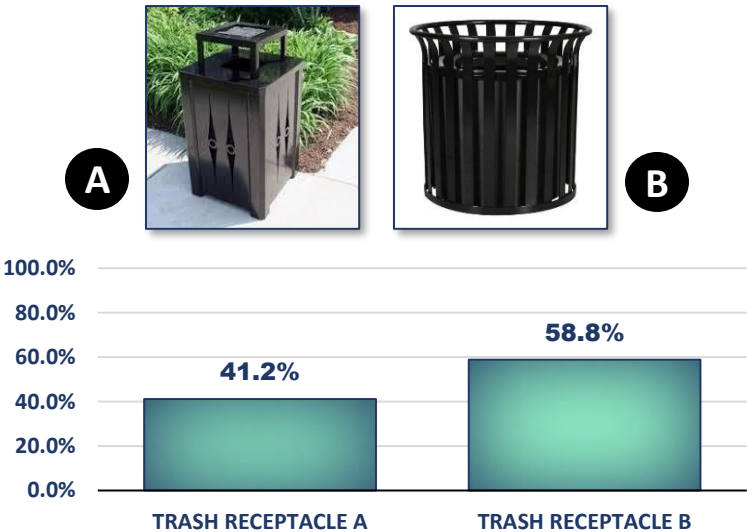 A
B
100.0%
80.0%
60.0%
40.0%
20.0%
0.0%
41.2%
58.8%
TRASH RECEPTACLE A
TRASH RECEPTACLE B